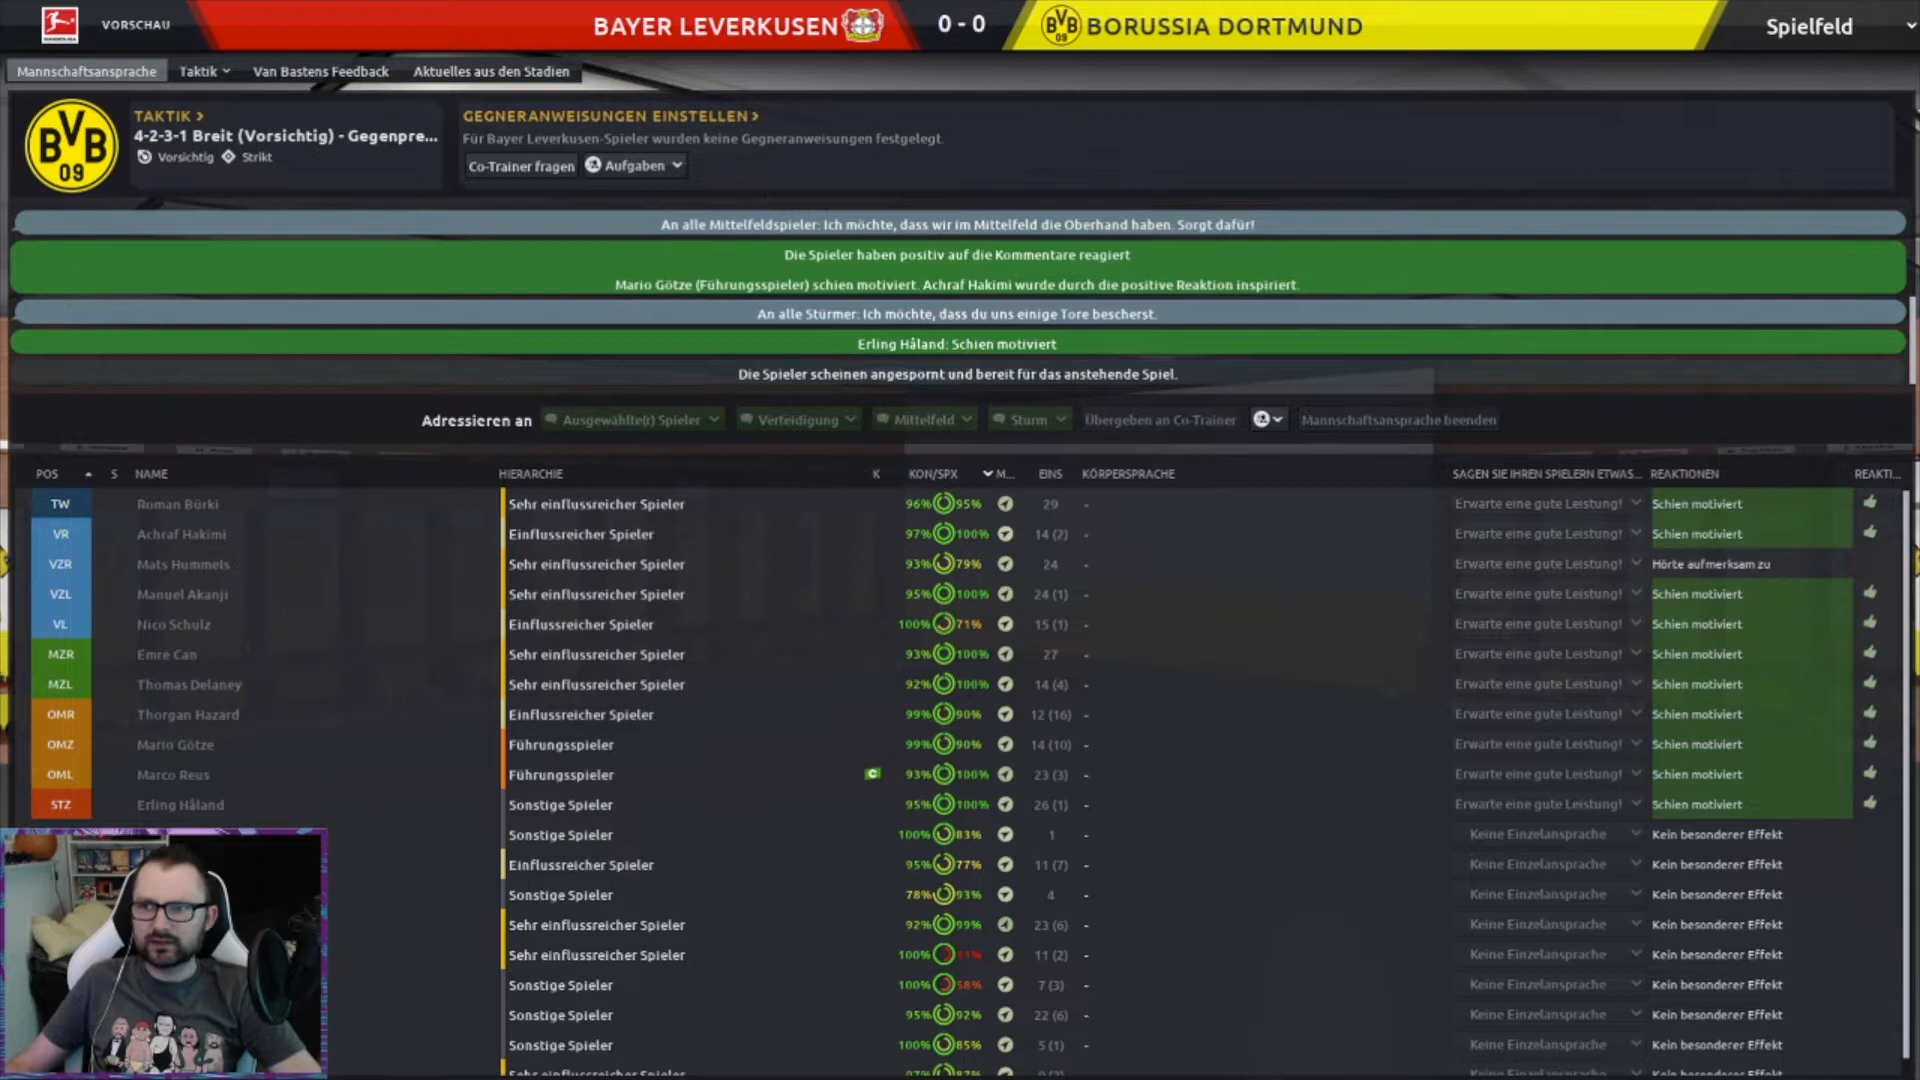 VORSCHAU
BAYER LEVERKUSEN
0 - 0
BORUSSIA DORTMUND
Spielfeld
Mannschaftsansprache Taktik Van Bastens Feedback Aktuelles aus den Stadien
BVB 09
TAKTIK >
4-2-3-1 Breit (Vorsichtig) - Gegenpre...
Vorsichtig Strikt
GEGNERANWEISUNGEN EINSTELLEN >
Für Bayer Leverkusen-Spieler wurden keine Gegneranweisungen festgelegt.
Co-Trainer fragen Aufgaben
An alle Mittelfeldspieler: Ich möchte, dass wir im Mittelfeld die Oberhand haben. Sorgt dafür!
Die Spieler haben positiv auf die Kommentare reagiert
Mario Götze (Führungsspieler) schien motiviert. Achraf Hakimi wurde durch die positive Reaktion inspiriert.
An alle Stürmer: Ich möchte, dass du uns einige Tore bescherst.
Erling Håland: Schien motiviert
Die Spieler scheinen angespornt und bereit für das anstehende Spiel.
Adressieren an Ausgewählte(r) Spieler Verteidigung Mittelfeld Sturm Übergeben an Co-Trainer Mannschaftsansprache beenden
POS S NAME HIERARCHIE K KON/SPX M... EINS KÖRPERSPRACHE SAGEN SIE IHREN SPIELERN ETWAS... REAKTIONEN REAKTI...
TW Roman Bürki Sehr einflussreicher Spieler 96% 95% 29 - Erwarte eine gute Leistung! Schien motiviert
VR Achraf Hakimi Einflussreicher Spieler 97% 100% 14 (2) - Erwarte eine gute Leistung! Schien motiviert
VZR Mats Hummels Sehr einflussreicher Spieler 93% 79% 24 - Erwarte eine gute Leistung! Hörte aufmerksam zu
VZL Manuel Akanji Sehr einflussreicher Spieler 95% 100% 24 (1) - Erwarte eine gute Leistung! Schien motiviert
VL Nico Schulz Einflussreicher Spieler 100% 71% 15 (1) - Erwarte eine gute Leistung! Schien motiviert
MZR Emre Can Sehr einflussreicher Spieler 93% 100% 27 - Erwarte eine gute Leistung! Schien motiviert
MZL Thomas Delaney Sehr einflussreicher Spieler 92% 100% 14 (4) - Erwarte eine gute Leistung! Schien motiviert
OMR Thorgan Hazard Einflussreicher Spieler 99% 90% 12 (16) - Erwarte eine gute Leistung! Schien motiviert
OMZ Mario Götze Führungsspieler 99% 90% 14 (10) - Erwarte eine gute Leistung! Schien motiviert
OML Marco Reus Führungsspieler C 93% 100% 23 (3) - Erwarte eine gute Leistung! Schien motiviert
STZ Erling Håland Sonstige Spieler 95% 100% 26 (1) - Erwarte eine gute Leistung! Schien motiviert
Sonstige Spieler 100% 83% 1 - Keine Einzelansprache Kein besonderer Effekt
Einflussreicher Spieler 95% 77% 11 (7) - Keine Einzelansprache Kein besonderer Effekt
Sonstige Spieler 78% 93% 4 - Keine Einzelansprache Kein besonderer Effekt
Sehr einflussreicher Spieler 92% 99% 23 (6) - Keine Einzelansprache Kein besonderer Effekt
Sehr einflussreicher Spieler 100% 11 (2) - Keine Einzelansprache Kein besonderer Effekt
Sonstige Spieler 100% 58% 7 (3) - Keine Einzelansprache Kein besonderer Effekt
Sonstige Spieler 95% 92% 22 (6) - Keine Einzelansprache Kein besonderer Effekt
Sonstige Spieler 100% 85% 5 (1) - Keine Einzelansprache Kein besonderer Effekt
Sehr einflussreicher Spieler 97% 87% Keine Einzelansprache Kein besonderer Effekt